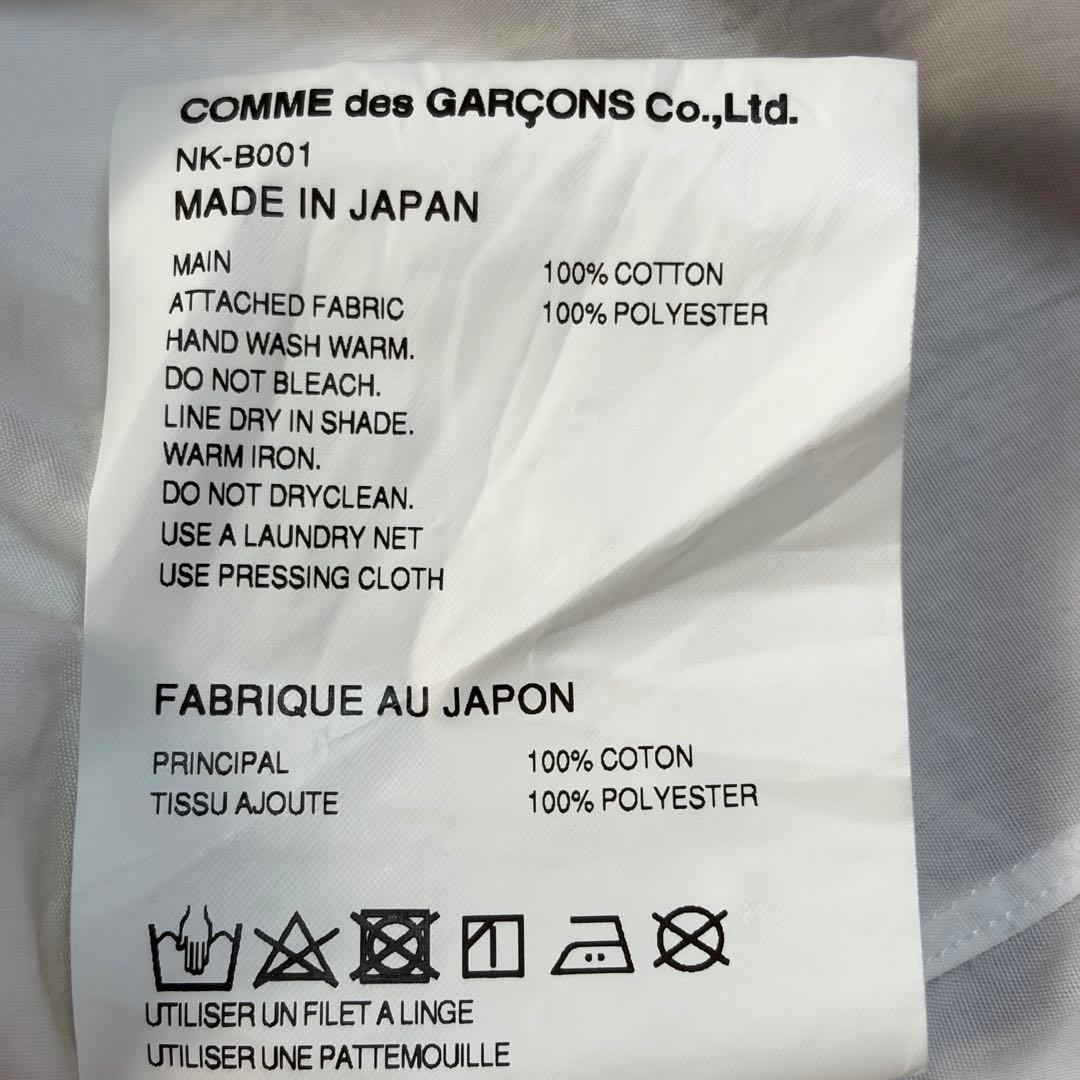 COMME des GARÇONS Co.,Ltd.
NK-B001
MADE IN JAPAN
MAIN 100% COTTON
ATTACHED FABRIC 100% POLYESTER
HAND WASH WARM.
DO NOT BLEACH.
LINE DRY IN SHADE.
WARM IRON.
DO NOT DRYCLEAN.
USE A LAUNDRY NET
USE PRESSING CLOTH
FABRIQUE AU JAPON
PRINCIPAL 100% COTON
TISSU AJOUTE 100% POLYESTER
UTILISER UN FILET A LINGE
UTILISER UNE PATTEMOUILLE